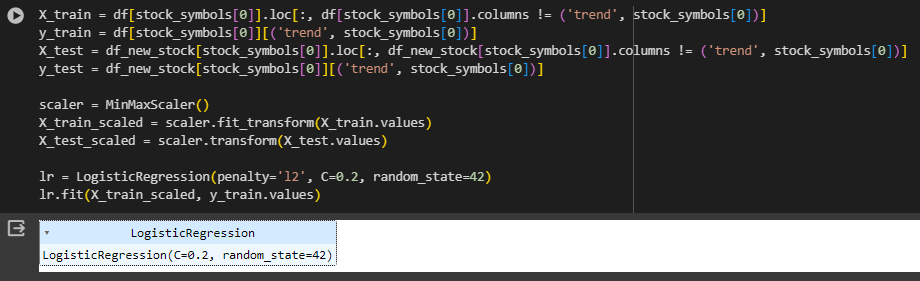 X_train = df[stock_symbols[0]].loc[:, df[stock_symbols[0]].columns != ('trend', stock_symbols[0])]
y_train = df[stock_symbols[0]][('trend', stock_symbols[0])]
X_test = df_new_stock[stock_symbols[0]].loc[:, df_new_stock[stock_symbols[0]].columns != ('trend', stock_symbols[0])]
y_test = df_new_stock[stock_symbols[0]][('trend', stock_symbols[0])]
scaler = MinMaxScaler()
X_train_scaled = scaler.fit_transform(X_train.values)
X_test_scaled = scaler.transform(X_test.values)
lr = LogisticRegression(penalty='l2', C=0.2, random_state=42)
lr.fit(X_train_scaled, y_train.values)
LogisticRegression
LogisticRegression(C=0.2, random_state=42)